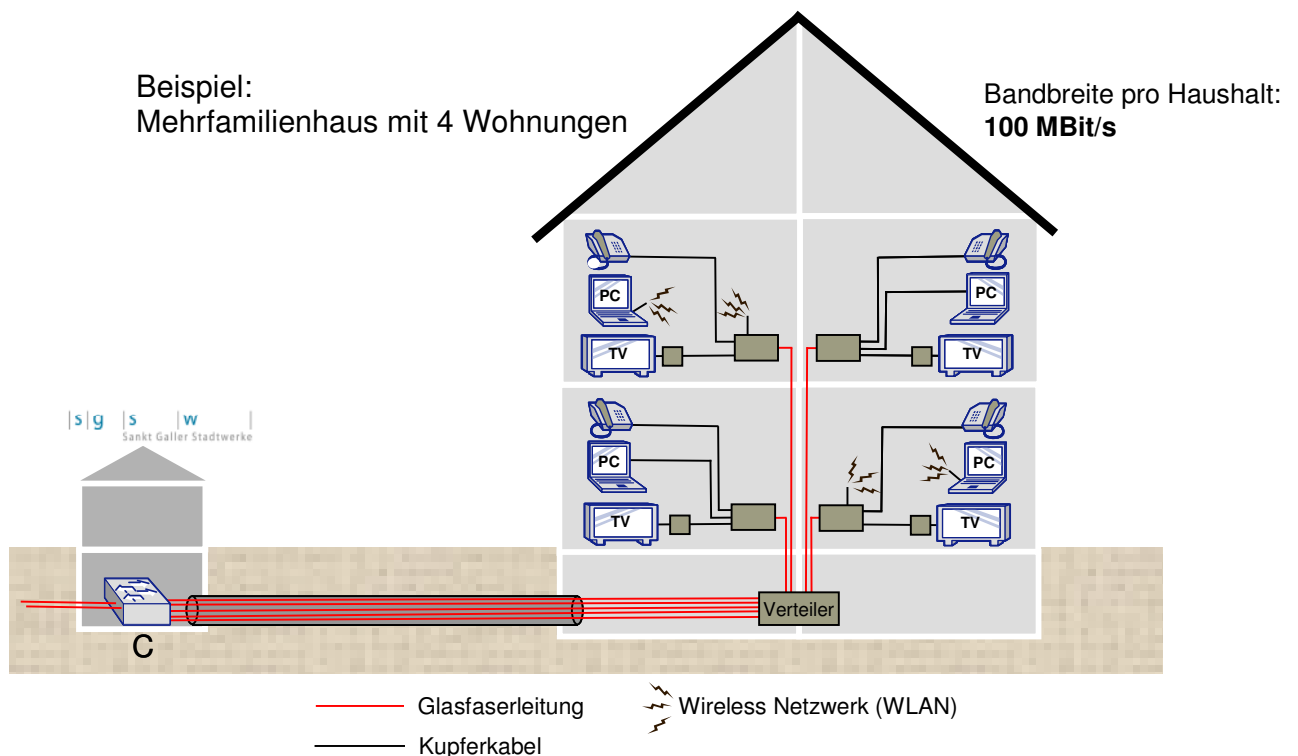 Beispiel:
Mehrfamilienhaus mit 4 Wohnungen
Bandbreite pro Haushalt:
100 MBit/s
PC
PC
TV
TV
|s|g |s |w |
Sankt Galler Stadtwerke
PC
PC
TV
TV
Verteiler
C
Glasfaserleitung
Wireless Netzwerk (WLAN)
Kupferkabel